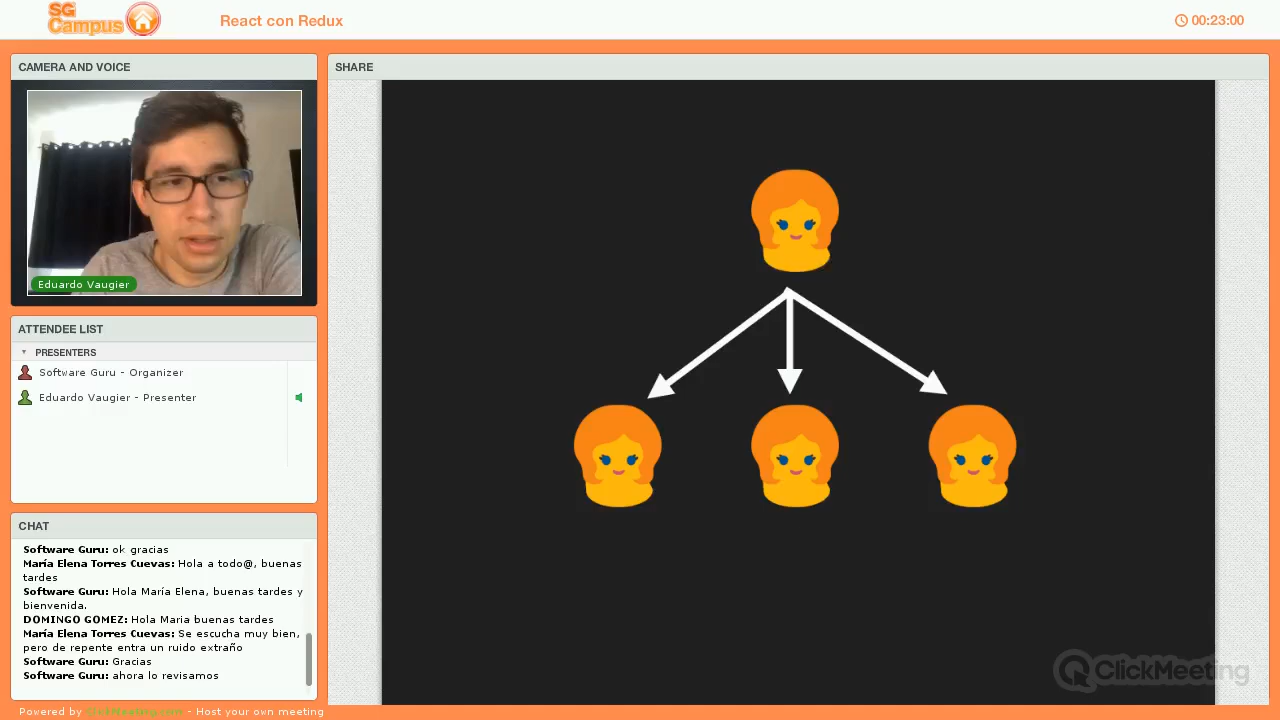 SG
Campus
React con Redux
00:23:00
CAMERA AND VOICE
SHARE
Eduardo Vaugier
ATTENDEE LIST
PRESENTERS
Software Guru - Organizer
Eduardo Vaugier - Presenter
CHAT
Software Guru: ok gracias
María Elena Torres Cuevas: Hola a todo@, buenas
tardes
Software Guru: Hola María Elena, buenas tardes y
bienvenida.
DOMINGO GOMEZ: Hola Maria buenas tardes
María Elena Torres Cuevas: Se escucha muy bien,
pero de repente entra un ruido extraño
Software Guru: Gracias
Software Guru: ahora lo revisamos
ClickMeeting
Powered by ClickMeeting.com - Host your own meeting